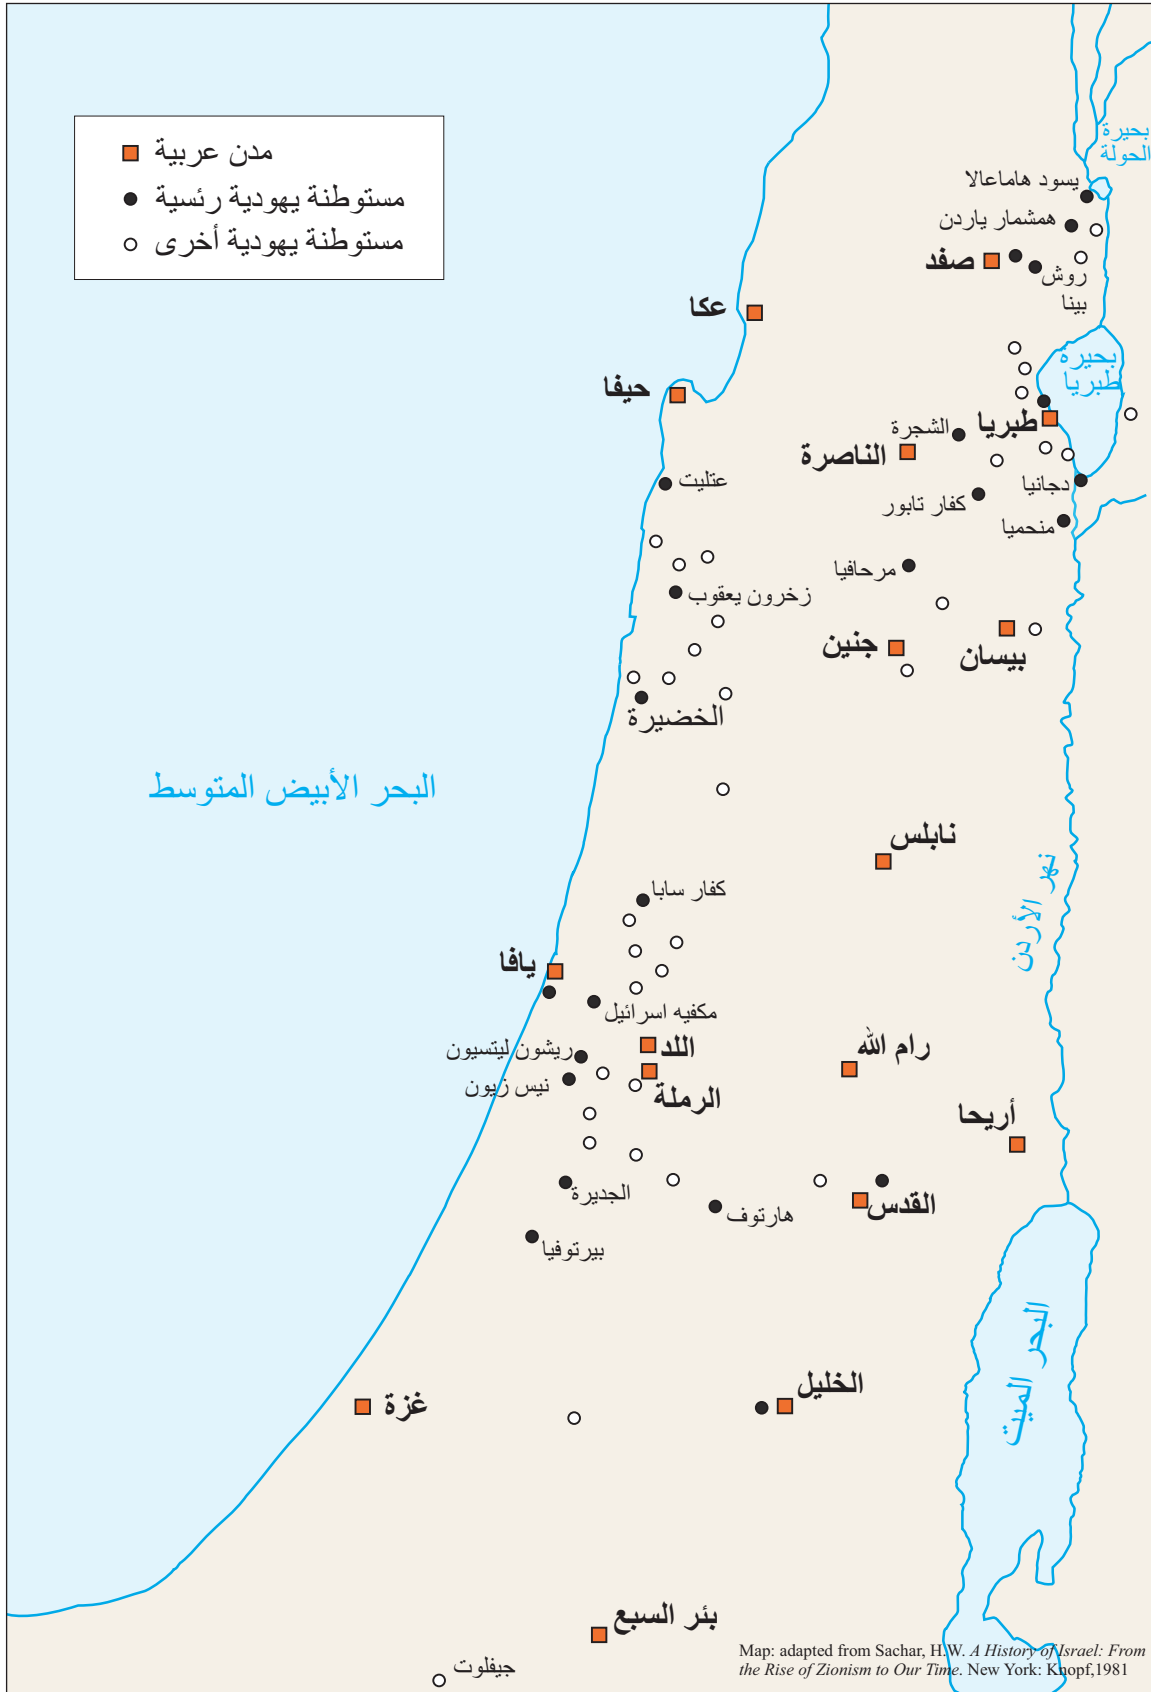 مدن عربية
مستوطنة يهودية رئسية
مستوطنة يهودية أخرى
بحيرة
الحولة
يسود هاماعالا
همشمار ياردن
صفد
روش
بينا
عكا
بحيرة
طبريا
حيفا
طبريا
الشجرة
الناصرة
عتليت
دجانيا
كفار تابور
منحميا
مرحافيا
زخرون يعقوب
جنين
بيسان
الخضيرة
البحر الأبيض المتوسط
نابلس
كفار سابا
نهر الأردن
يافا
مكفيه اسرائيل
ريشون ليتسيون
اللد
رام الله
نيس زيون
الرملة
أريحا
الجديرة
القدس
هارتوف
بيرتوفيا
البحر الميت
الخليل
غزة
بئر السبع
جيفلوت
Map: adapted from Sachar, H.W. A History of Israel: From
the Rise of Zionism to Our Time. New York: Knopf,1981